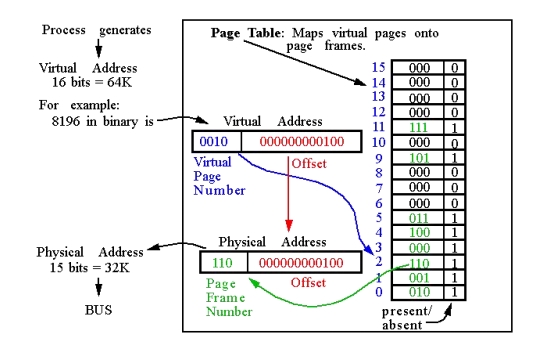 Process generates
Virtual Address
16 bits = 64K
For example:
8196 in binary is
Page Table: Maps virtual pages onto
page frames.
15 000 0
14 000 0
13 000 0
12 000 0
11 111 1
10 000 0
9 101 1
8 000 0
7 000 0
6 000 0
5 011 1
4 100 1
3 000 1
2 110 1
1 001 1
0 010 1
present/
absent
Virtual Address
0010 000000000100
Virtual
Page
Number
Offset
Physical Address
15 bits = 32K
BUS
Physical Address
110 000000000100
Page
Frame
Number
Offset